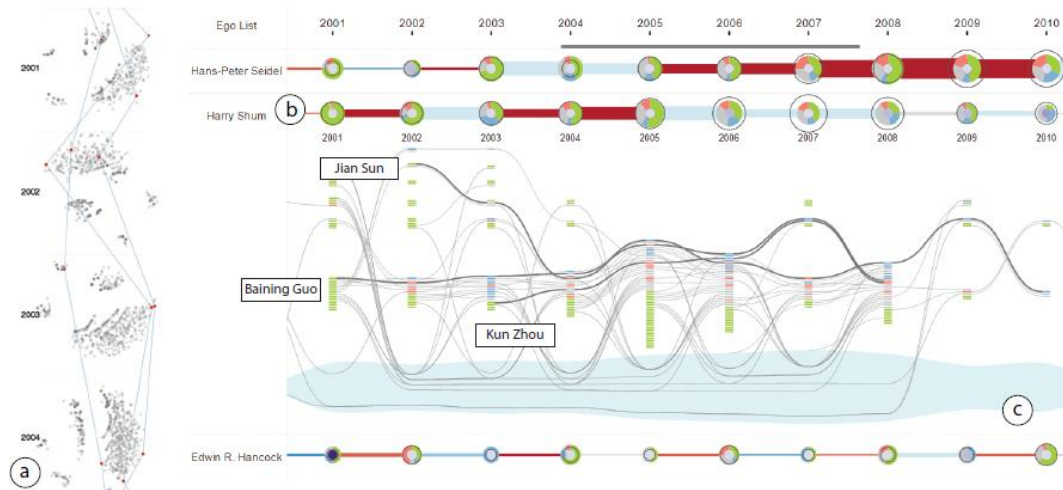 Ego List 2001 2002 2003 2004 2005 2006 2007 2008 2009 2010
2001
Hans-Peter Seidel
b
Harry Shum
2001 2002 2003 2004 2005 2006 2007 2008 2009 2010
Jian Sun
2002
Baining Guo
2003
Kun Zhou
c
2004
Edwin R. Hancock
a